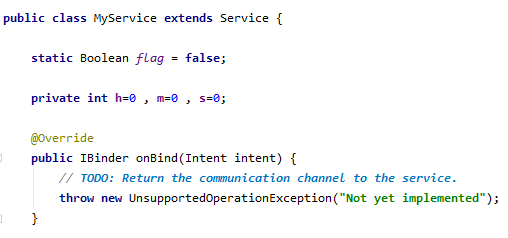 public class MyService extends Service {
static Boolean flag = false;
private int h=0 , m=0 , s=0;
@Override
public IBinder onBind(Intent intent) {
// TODO: Return the communication channel to the service.
throw new UnsupportedOperationException("Not yet implemented");
}